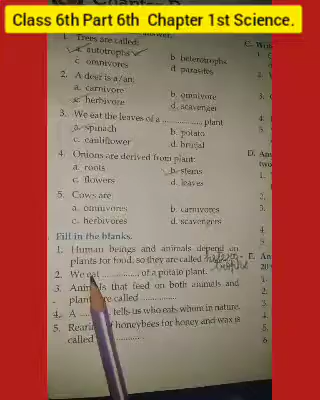 Class 6th Part 6th Chapter 1st Science.
1. Trees are called:
a. autotrophs b. heterotrophs
c. omnivores d. parasites
2. A deer is a/an:
a. carnivore b. omnivore
c. herbivore d. scavenger
3. We eat the leaves of a ............... plant
a. spinach b. potato
c. cauliflower d. brinjal
4. Onions are derived from plant:
a. roots b. stems
c. flowers d. leaves
5. Cows are
a. omnivores b. carnivores
c. herbivores d. scavengers
Fill in the blanks.
1. Human beings and animals depend on
plants for food, so they are called heterotrophs
2. We eat ............... of a potato plant.
3. Animals that feed on both animals and
plants are called ...............
4. A ............... tells us who eats whom in nature.
5. Rearing of honeybees for honey and wax is
called ...............